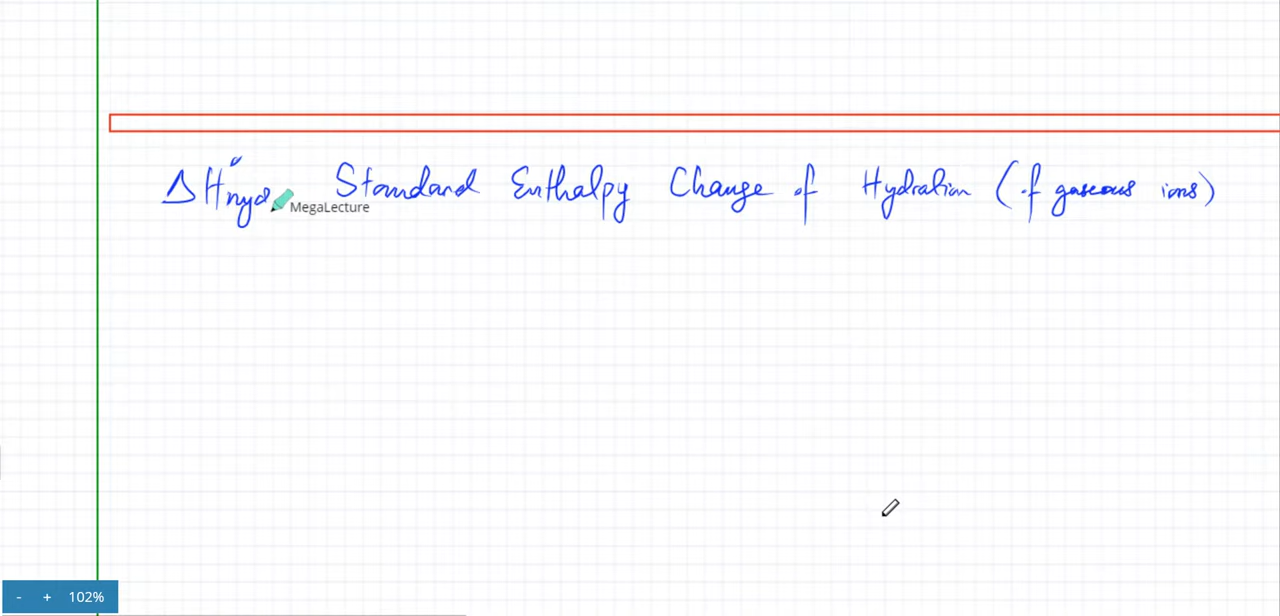 ΔH°hyd Standard Enthalpy Change of Hydration (of gaseous ions)
MegaLecture
- + 102%